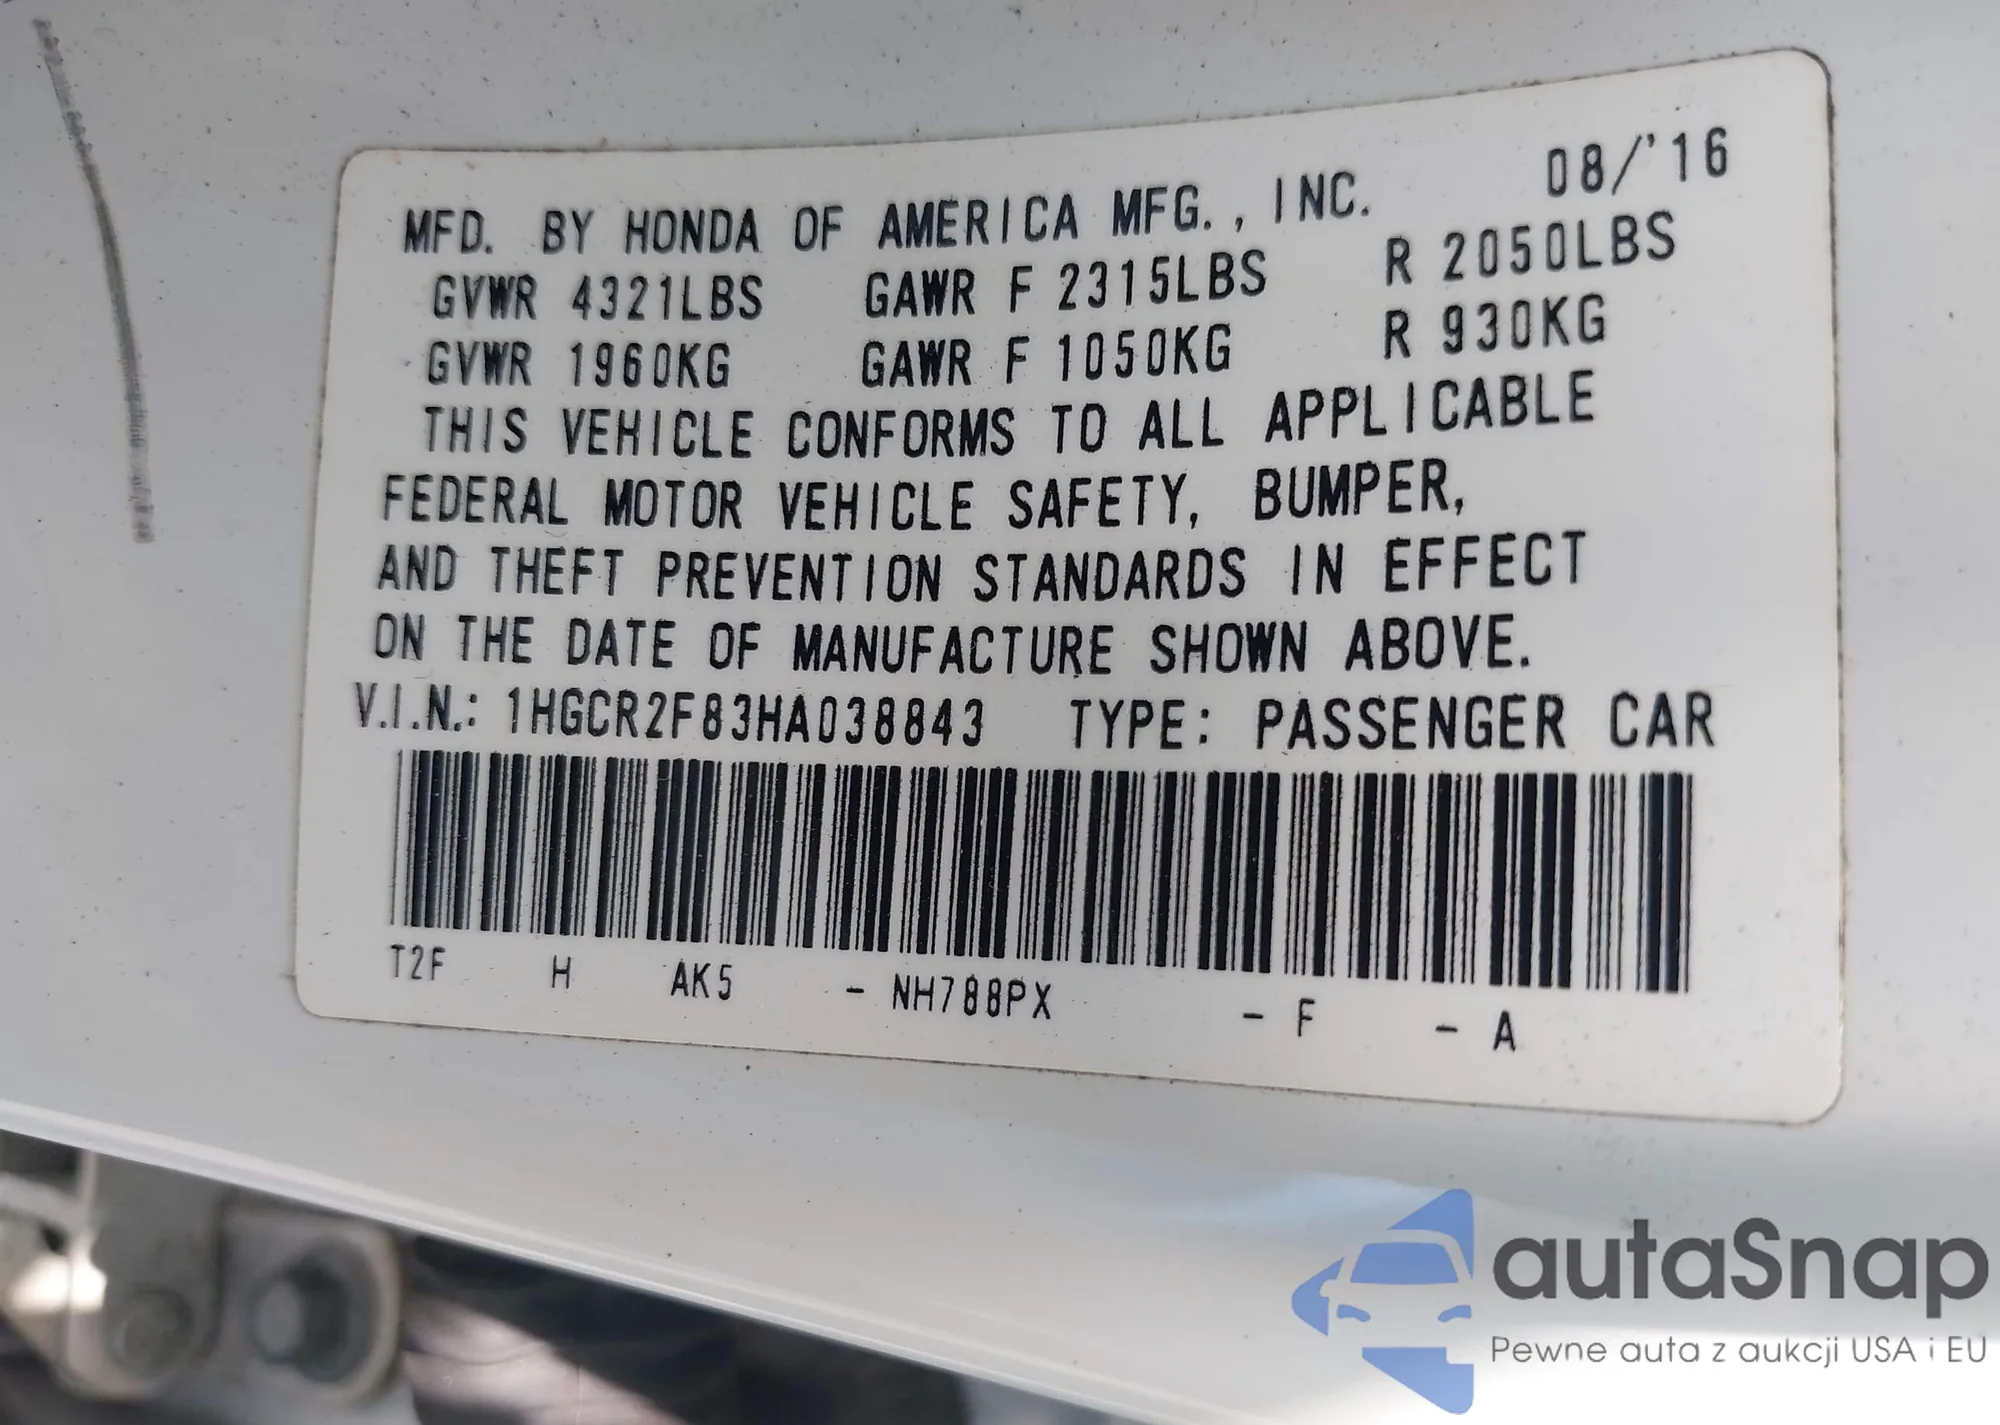 08/'16
MFD. BY HONDA OF AMERICA MFG., INC.
GVWR 4321LBS GAWR F 2315LBS R 2050LBS
GVWR 1960KG GAWR F 1050KG R 930KG
THIS VEHICLE CONFORMS TO ALL APPLICABLE
FEDERAL MOTOR VEHICLE SAFETY, BUMPER,
AND THEFT PREVENTION STANDARDS IN EFFECT
ON THE DATE OF MANUFACTURE SHOWN ABOVE.
V.I.N.: 1HGCR2F83HA038843 TYPE: PASSENGER CAR
T2F H AK5 - NH788PX - F - A
autaSnap
Pewne auta z aukcji USA i EU